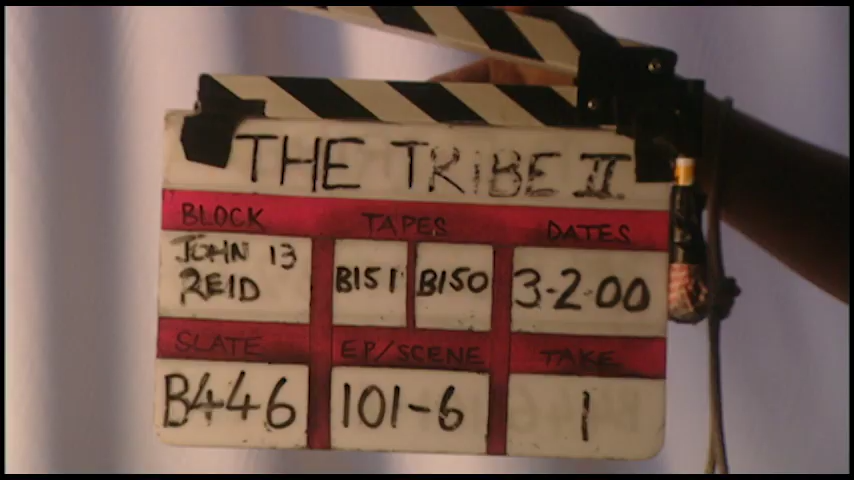 THE TRIBE II
BLOCK TAPES DATES
JOHN 13
REID
B151 B150 3-2-00
SLATE EP/SCENE TAKE
B446 101-6 1